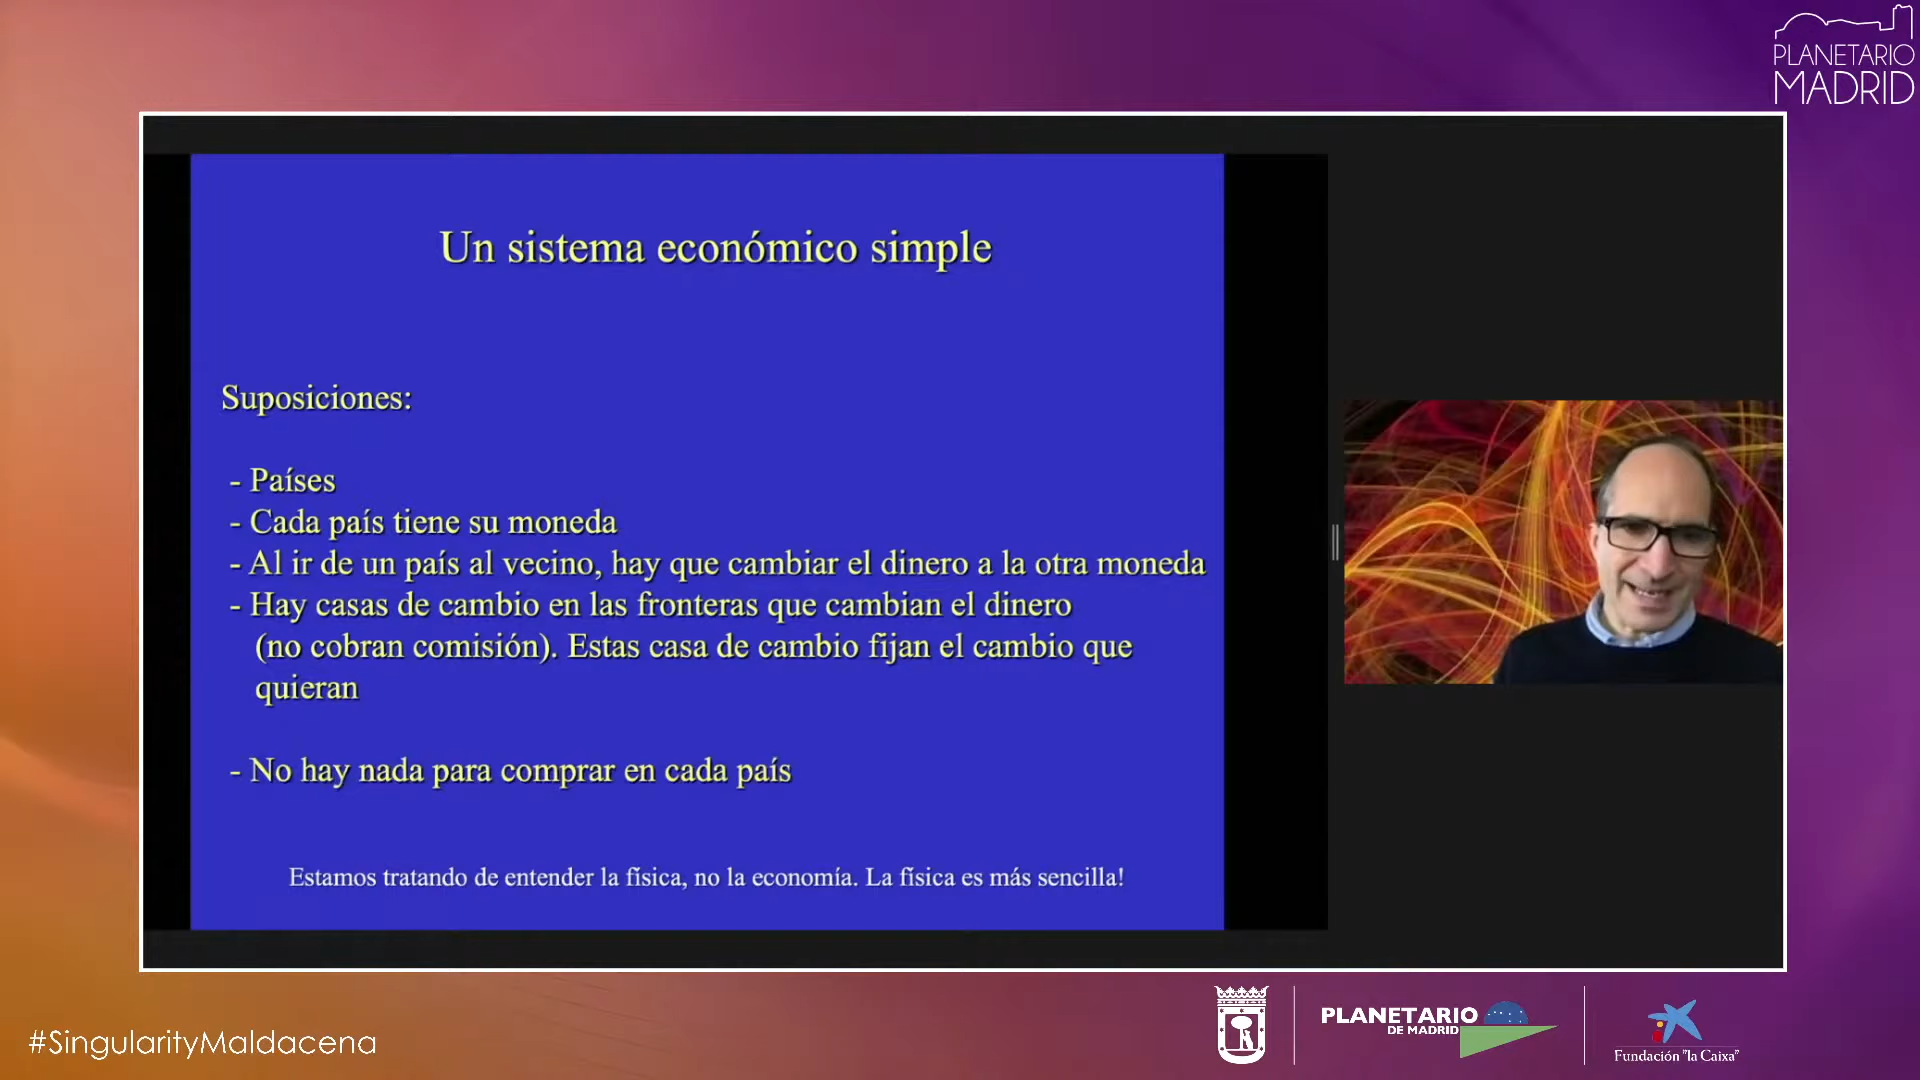 PLANETARIO
MADRID
Un sistema económico simple
Suposiciones:
- Países
- Cada país tiene su moneda
- Al ir de un país al vecino, hay que cambiar el dinero a la otra moneda
- Hay casas de cambio en las fronteras que cambian el dinero
(no cobran comisión). Estas casa de cambio fijan el cambio que
quieran
- No hay nada para comprar en cada país
Estamos tratando de entender la física, no la economía. La física es más sencilla!
#SingularityMaldacena
PLANETARIO
DE MADRID
Fundación "la Caixa"